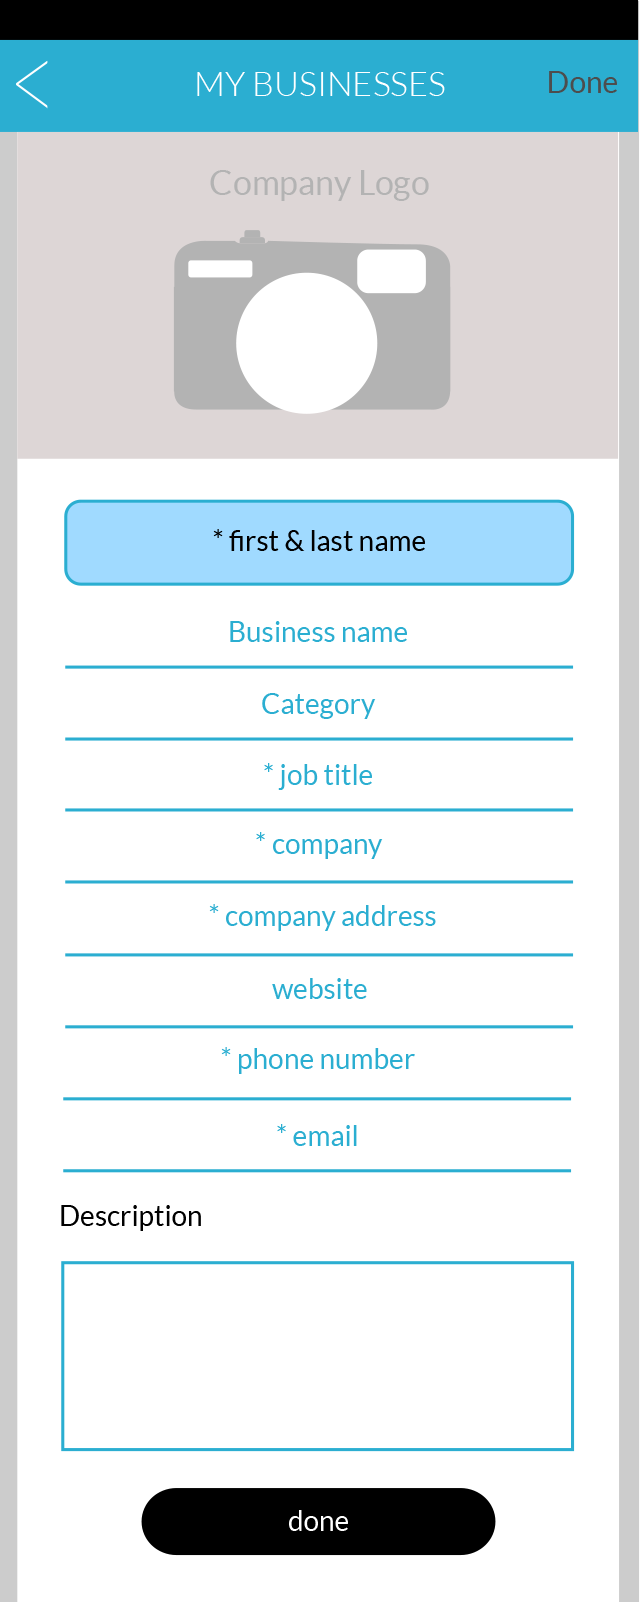 MY BUSINESSES
Done
Company Logo
* first & last name
Business name
Category
* job title
* company
* company address
website
* phone number
* email
Description
done